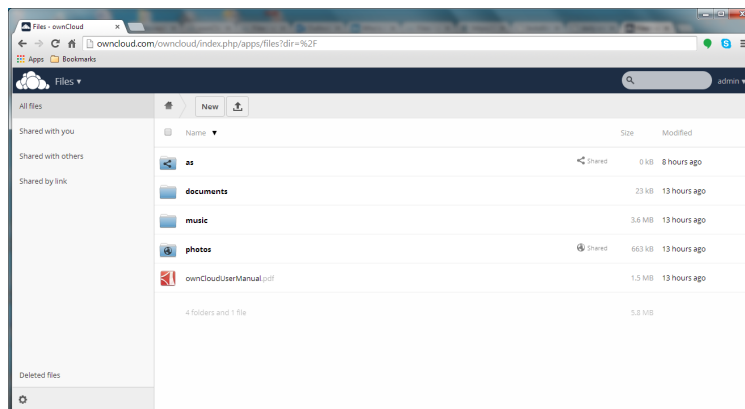 Files - ownCloud
owncloud.com/owncloud/index.php/apps/files?dir=%2F
Apps Bookmarks
Files ▾ admin ▾
All files
New
Shared with you
Name ▼ Size Modified
Shared with others
as Shared 0 kB 8 hours ago
Shared by link
documents 23 kB 13 hours ago
music 3.6 MB 13 hours ago
photos Shared 663 kB 13 hours ago
ownCloudUserManual.pdf 1.5 MB 13 hours ago
4 folders and 1 file 5.8 MB
Deleted files